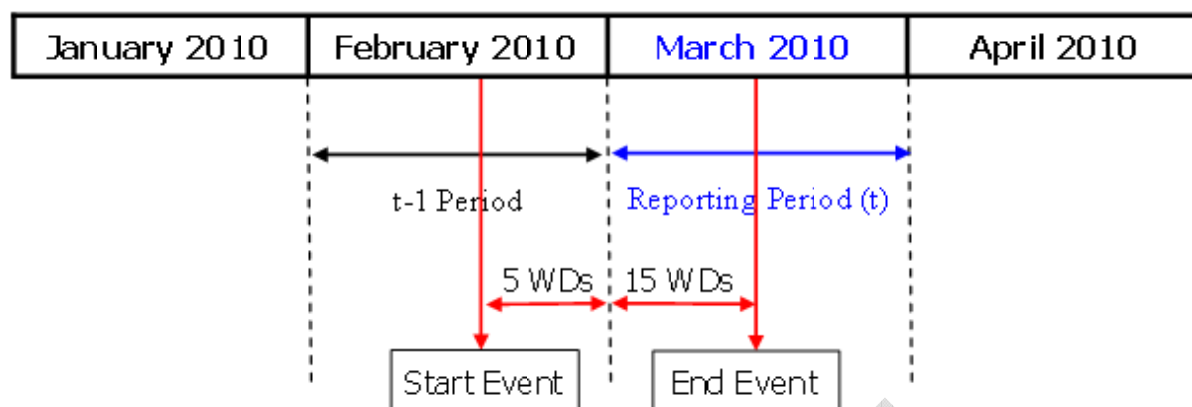 January 2010 February 2010 March 2010 April 2010
t-1 Period Reporting Period (t)
5 WDs 15 WDs
Start Event End Event